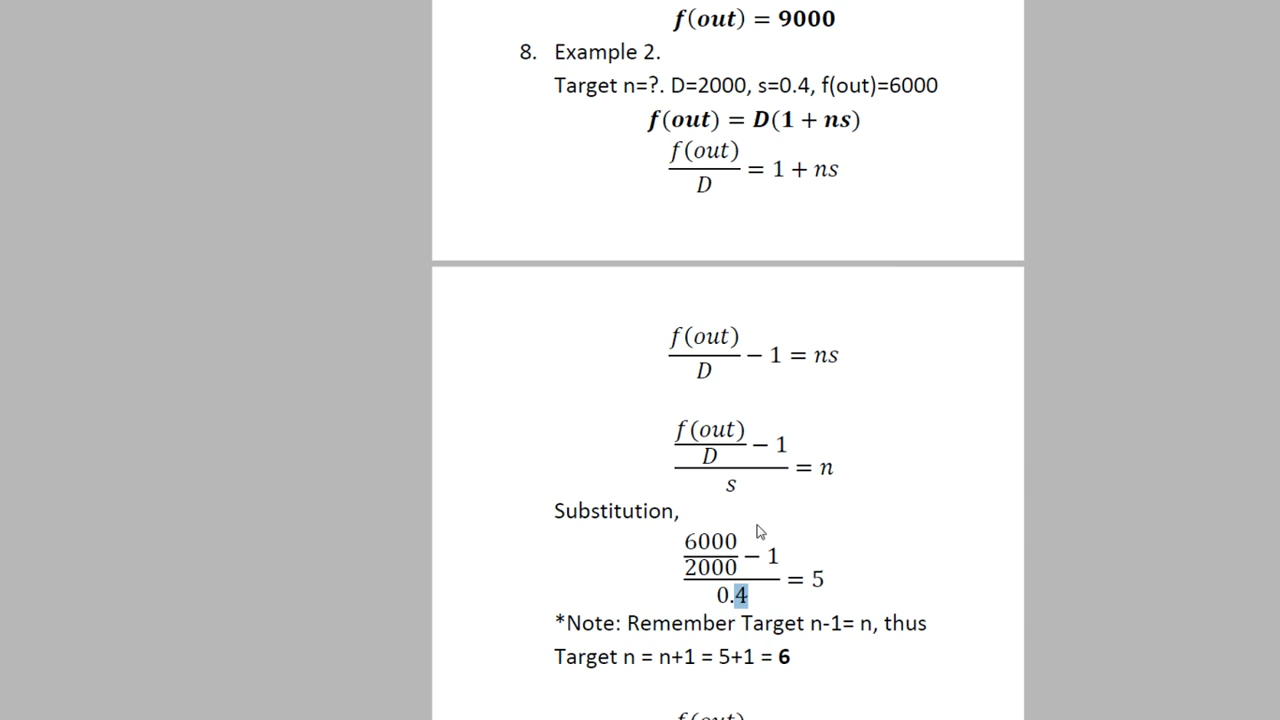 f(out) = 9000
8. Example 2.
Target n=?. D=2000, s=0.4, f(out)=6000
f(out) = D(1 + ns)
f(out)
D
= 1 + ns
f(out)
D
− 1 = ns
f(out)
D
− 1
s
= n
Substitution,
6000
2000
− 1
0.4
= 5
*Note: Remember Target n-1= n, thus
Target n = n+1 = 5+1 = 6
f(out)